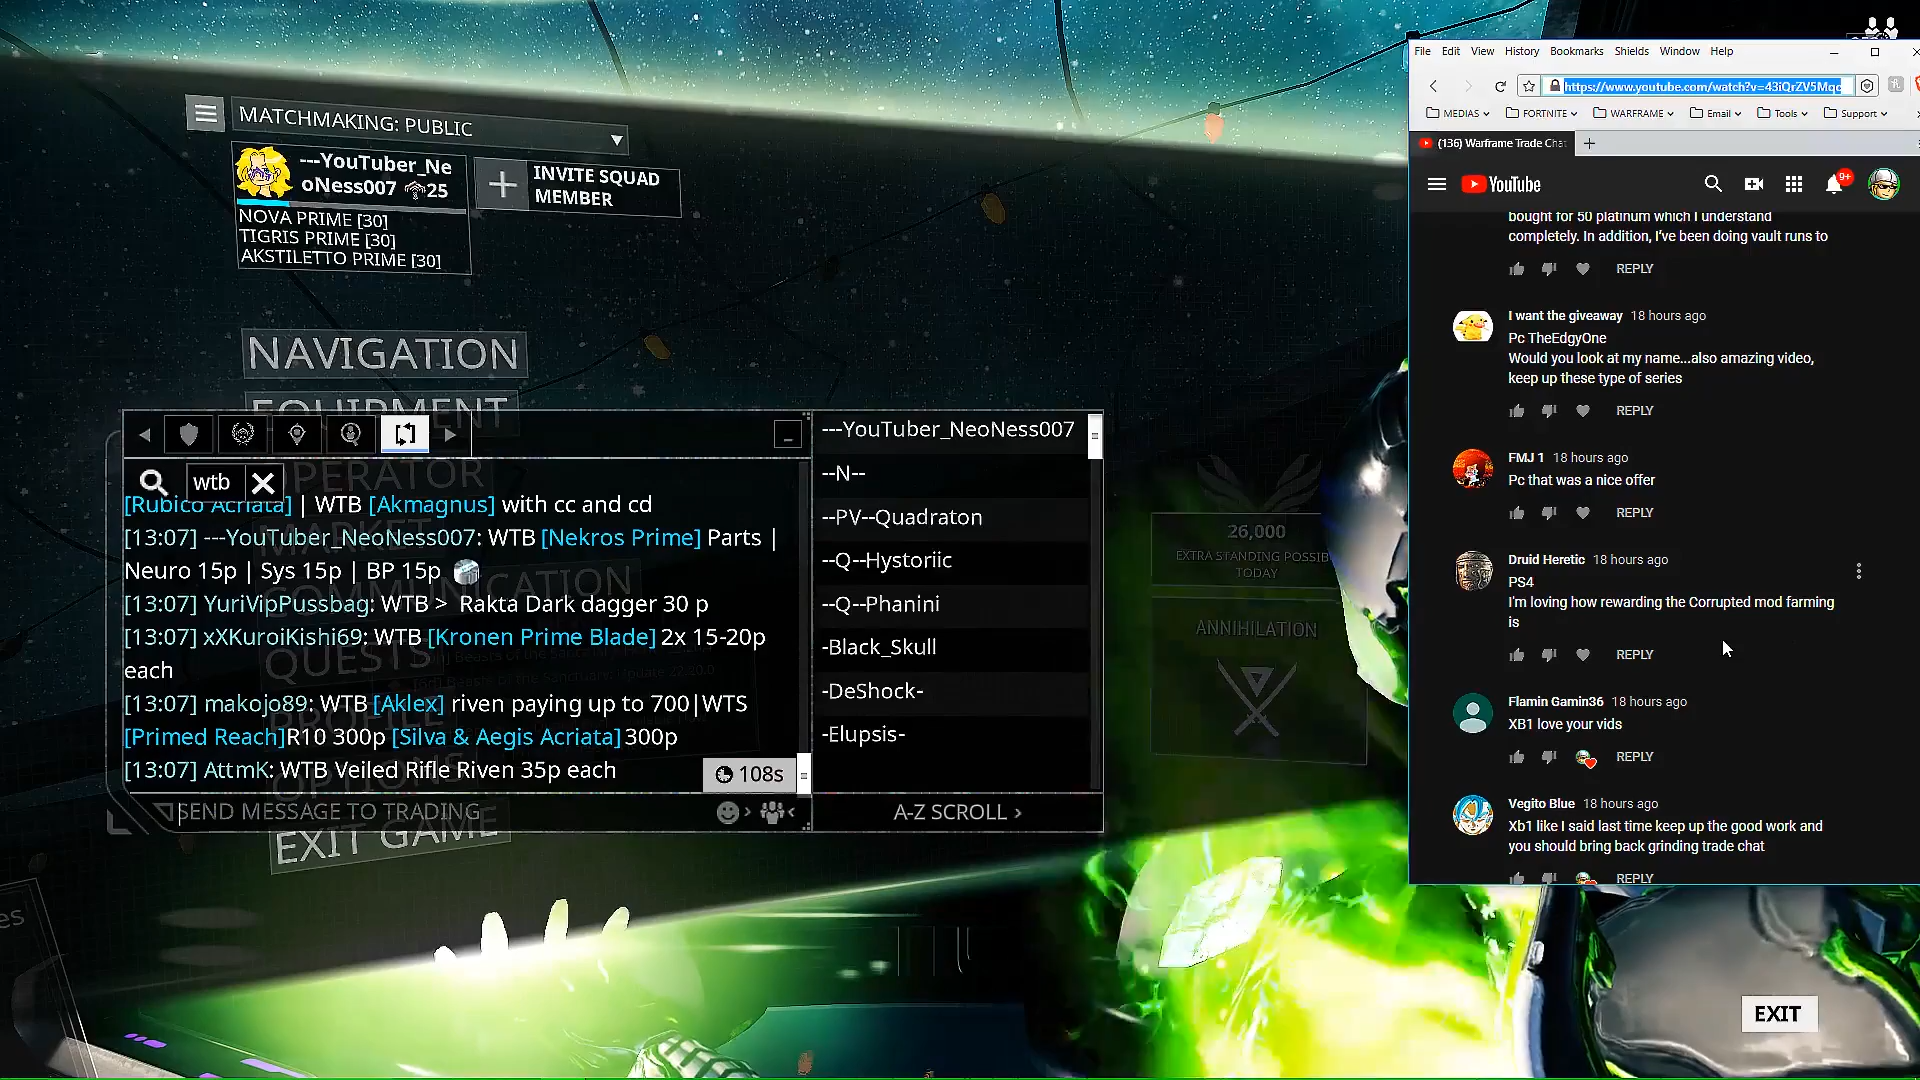 MATCHMAKING: PUBLIC
---YouTuber_Ne
oNess007 25
NOVA PRIME [30]
TIGRIS PRIME [30]
AKSTILETTO PRIME [30]
INVITE SQUAD
MEMBER
NAVIGATION
EQUIPMENT
OPERATOR
MARKET
COMMUNICATION
QUESTS
PROFILE
OPTIONS
EXIT GAME
wtb
[Rubico Acriata] | WTB [Akmagnus] with cc and cd
[13:07] ---YouTuber_NeoNess007: WTB [Nekros Prime] Parts |
Neuro 15p | Sys 15p | BP 15p
[13:07] YuriVipPussbag: WTB > Rakta Dark dagger 30 p
[13:07] xXKuroiKishi69: WTB [Kronen Prime Blade] 2x 15-20p
each
[13:07] makojo89: WTB [Aklex] riven paying up to 700|WTS
[Primed Reach]R10 300p [Silva & Aegis Acriata] 300p
[13:07] AttmK: WTB Veiled Rifle Riven 35p each
108s
SEND MESSAGE TO TRADING
---YouTuber_NeoNess007
--N--
--PV--Quadraton
--Q--Hystoriic
--Q--Phanini
-Black_Skull
-DeShock-
-Elupsis-
A-Z SCROLL >
26,000
EXTRA STANDING POSSIB
TODAY
ANNIHILATION
File Edit View History Bookmarks Shields Window Help
https://www.youtube.com/watch?v=43iQrZV5Mqc
MEDIAS FORTNITE WARFRAME Email Tools Support
(136) Warframe Trade Chat
YouTube
9+
bought for 50 platinum which I understand
completely. In addition, I've been doing vault runs to
REPLY
I want the giveaway 18 hours ago
Pc TheEdgyOne
Would you look at my name...also amazing video,
keep up these type of series
REPLY
FMJ 1 18 hours ago
Pc that was a nice offer
REPLY
Druid Heretic 18 hours ago
PS4
I'm loving how rewarding the Corrupted mod farming
is
REPLY
Flamin Gamin36 18 hours ago
XB1 love your vids
REPLY
Vegito Blue 18 hours ago
Xb1 like I said last time keep up the good work and
you should bring back grinding trade chat
REPLY
EXIT